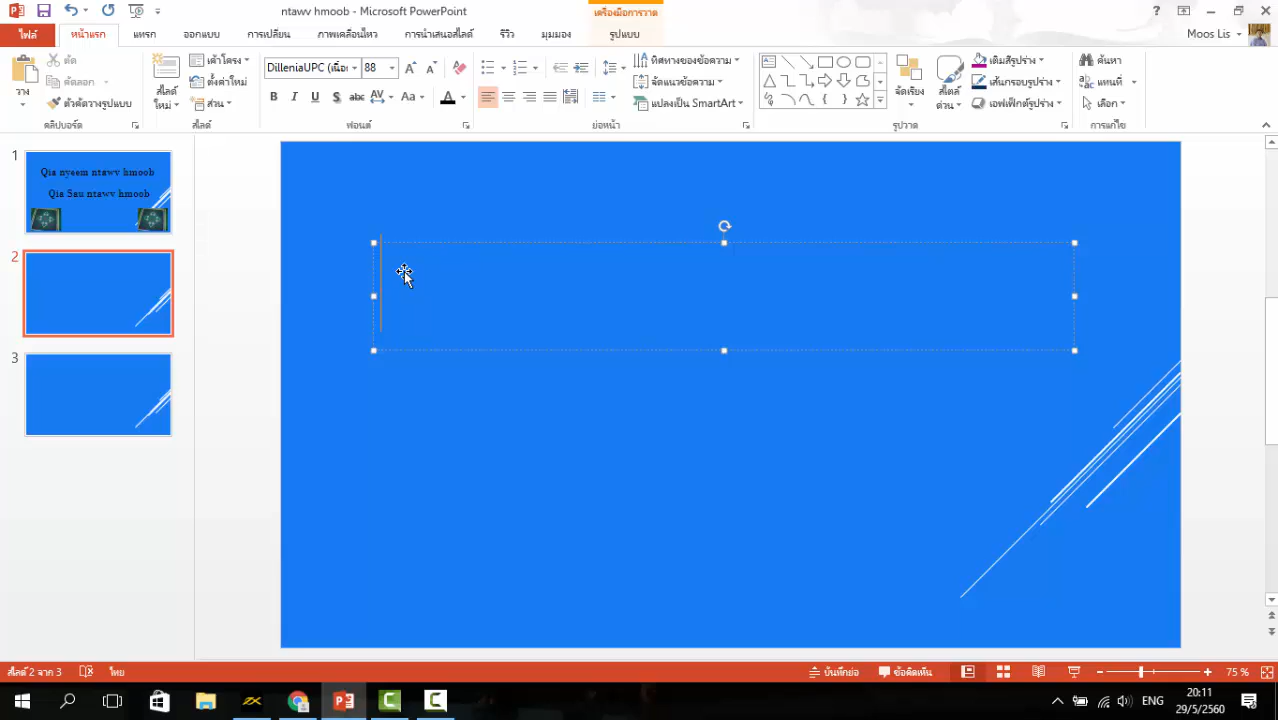 ntawv hmoob - Microsoft PowerPoint
เครื่องมือการวาด
ไฟล์ หน้าแรก แทรก ออกแบบ การเปลี่ยน ภาพเคลื่อนไหว การนำเสนอสไลด์ รีวิว มุมมอง รูปแบบ Moos Lis
วาง
ตัด
คัดลอก
ตัวคัดวางรูปแบบ
คลิปบอร์ด
สไลด์
ใหม่
เค้าโครง
ตั้งค่าใหม่
ส่วน
สไลด์
DilleniaUPC 88
B I U S abc AV Aa A
ฟอนต์
ทิศทางของข้อความ
จัดแนวข้อความ
แปลงเป็น SmartArt
ย่อหน้า
จัดเรียง
สไตล์
ด่วน
เติมสีรูปร่าง
เส้นกรอบรูปร่าง
เอฟเฟ็กต์รูปร่าง
รูปวาด
ค้นหา
แทนที่
เลือก
การแก้ไข
1
Qia nyeem ntawv hmoob
Qia Sau ntawv hmoob
2
3
สไลด์ 2 จาก 3 ไทย บันทึกย่อ ข้อคิดเห็น 75 %
ENG
20:11
29/5/2560